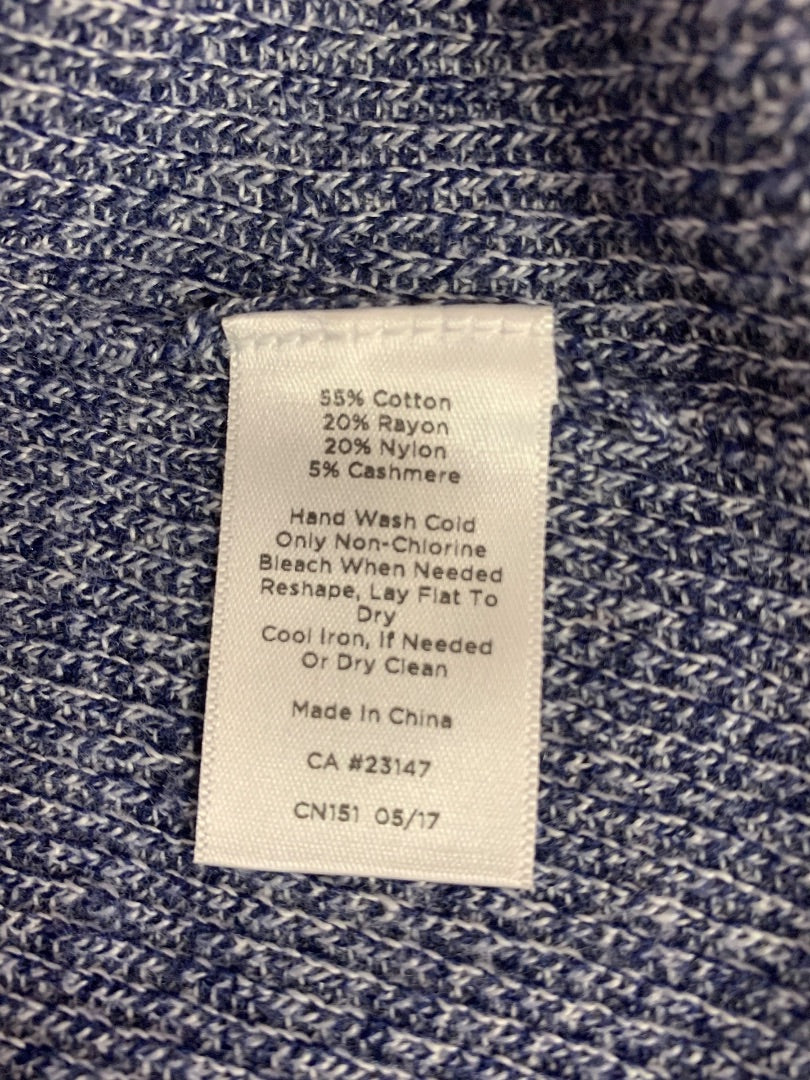 55% Cotton
20% Rayon
20% Nylon
5% Cashmere
Hand Wash Cold
Only Non-Chlorine
Bleach When Needed
Reshape, Lay Flat To
Dry
Cool Iron, If Needed
Or Dry Clean
Made In China
CA #23147
CN151 05/17